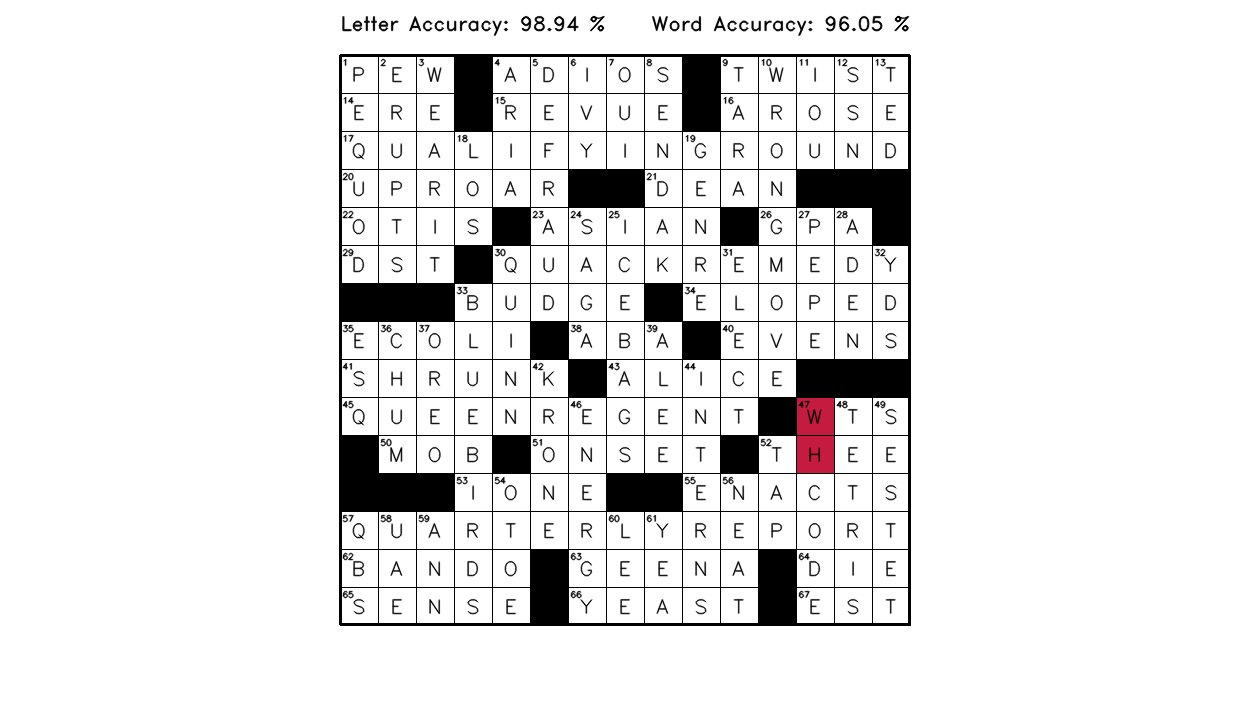 Letter Accuracy: 98.94 % Word Accuracy: 96.05 %
1 P 2 E 3 W 4 A 5 D 6 I 7 O 8 S 9 T 10 W 11 I 12 S 13 T
14 E R E 15 R E V U E 16 A R O S E
17 Q U A 18 L I F Y I N 19 G R O U N D
20 U P R O A R 21 D E A N
22 O T I S 23 A 24 S 25 I A N 26 G 27 P 28 A
29 D S T 30 Q U A C K R 31 E M E D 32 Y
33 B U D G E 34 E L O P E D
35 E 36 C 37 O L I 38 A B 39 A 40 E V E N S
41 S H R U N 42 K 43 A L 44 I C E
45 Q U E E N R 46 E G E N T 47 W 48 T 49 S
50 M O B 51 O N S E T 52 T H E E
53 I 54 O N E 55 E 56 N A C T S
57 Q 58 U 59 A R T E R 60 L 61 Y R E P O R T
62 B A N D O 63 G E E N A 64 D I E
65 S E N S E 66 Y E A S T 67 E S T